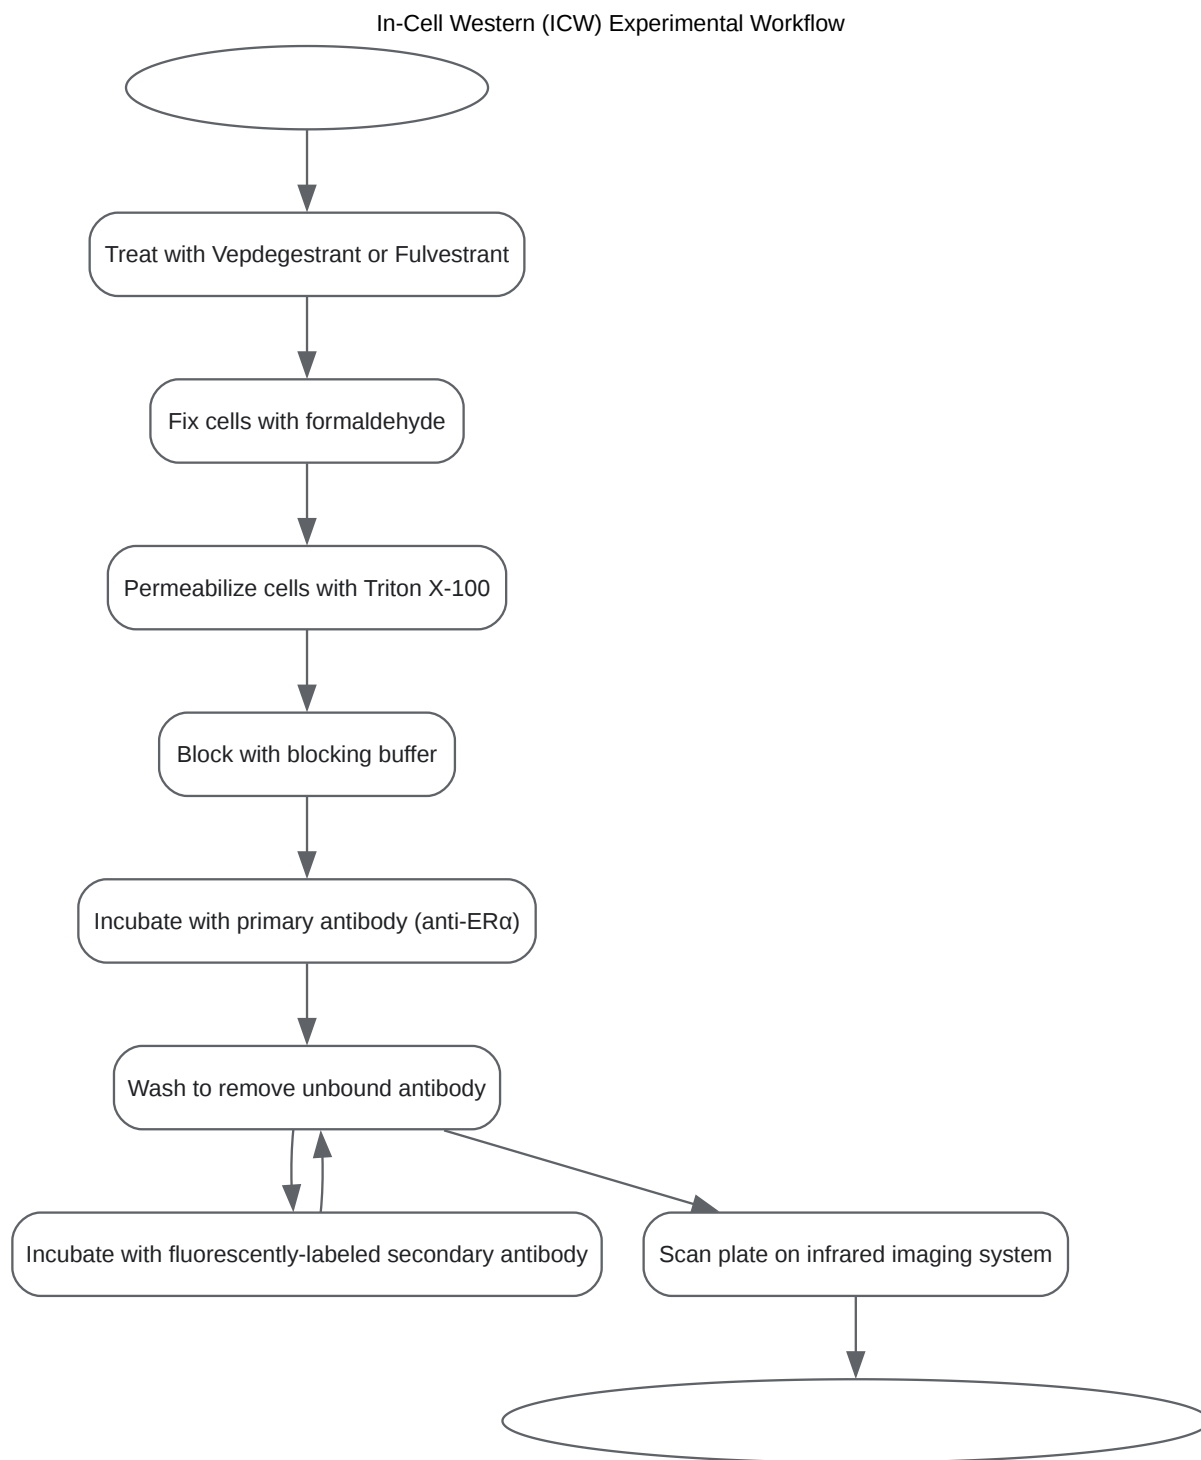 In-Cell Western (ICW) Experimental Workflow
Treat with Vepdegestrant or Fulvestrant
Fix cells with formaldehyde
Permeabilize cells with Triton X-100
Block with blocking buffer
Incubate with primary antibody (anti-ERα)
Wash to remove unbound antibody
Incubate with fluorescently-labeled secondary antibody
Scan plate on infrared imaging system